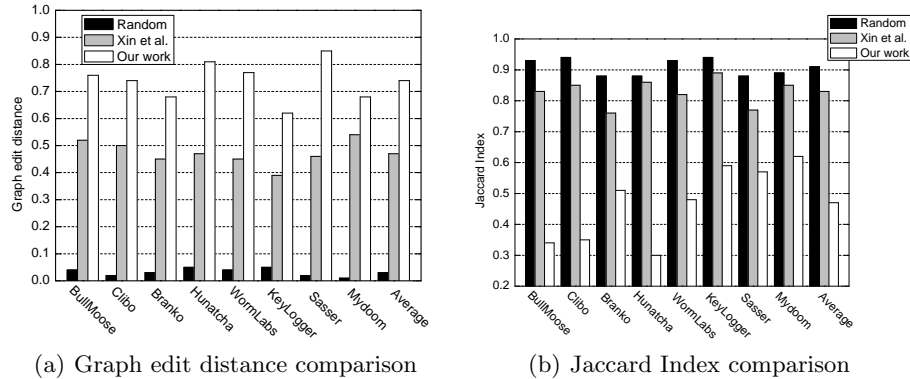 1.0
0.9
0.8
0.7
0.6
0.5
0.4
0.3
0.2
0.1
0.0
Graph edit distance
Random
Xin et al.
Our work
BullMoose
Clibo
Branko
Hunatcha
WormLabs
KeyLogger
Sasser
Mydoom
Average
(a) Graph edit distance comparison
1.0
0.9
0.8
0.7
0.6
0.5
0.4
0.3
0.2
Jaccard Index
Random
Xin et al.
Our work
BullMoose
Clibo
Branko
Hunatcha
WormLabs
KeyLogger
Sasser
Mydoom
Average
(b) Jaccard Index comparison